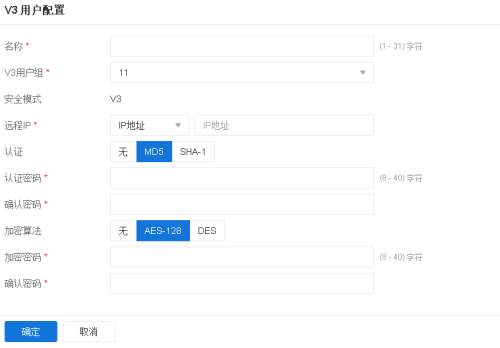 V3 用户配置
名称 * (1 - 31) 字符
V3用户组 * 11
安全模式 V3
远程IP * IP地址 IP地址
认证 无 MD5 SHA-1
认证密码 * (8 - 40) 字符
确认密码 *
加密算法 无 AES-128 DES
加密密码 * (8 - 40) 字符
确认密码 *
确定 取消